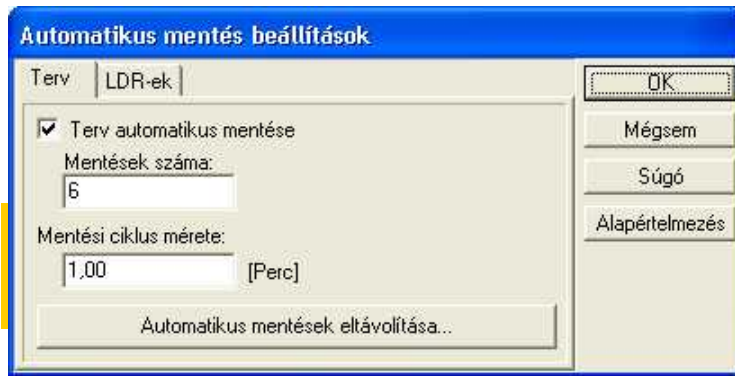 Automatikus mentés beállítások
Terv
LDR-ek
Terv automatikus mentése
Mentések száma:
6
Mentési ciklus mérete:
1,00 [Perc]
Automatikus mentések eltávolítása...
OK
Mégsem
Súgó
Alapértelmezés